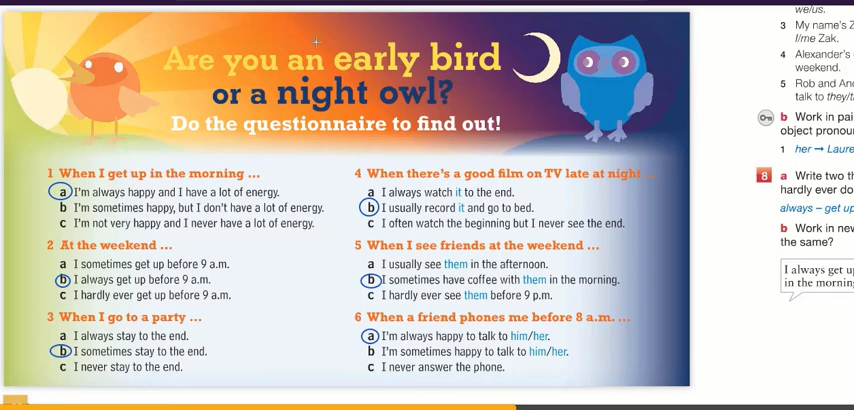 Are you an early bird
or a night owl?
Do the questionnaire to find out!
1 When I get up in the morning ...
a I'm always happy and I have a lot of energy.
b I'm sometimes happy, but I don't have a lot of energy.
c I'm not very happy and I never have a lot of energy.
2 At the weekend ...
a I sometimes get up before 9 a.m.
b I always get up before 9 a.m.
c I hardly ever get up before 9 a.m.
3 When I go to a party ...
a I always stay to the end.
b I sometimes stay to the end.
c I never stay to the end.
4 When there's a good film on TV late at night ...
a I always watch it to the end.
b I usually record it and go to bed.
c I often watch the beginning but I never see the end.
5 When I see friends at the weekend ...
a I usually see them in the afternoon.
b I sometimes have coffee with them in the morning.
c I hardly ever see them before 9 p.m.
6 When a friend phones me before 8 a.m. ...
a I'm always happy to talk to him/her.
b I'm sometimes happy to talk to him/her.
c I never answer the phone.
we/us.
3 My name's Z
I/me Zak.
4 Alexander's
weekend.
5 Rob and
talk to they/t
b Work in pai
object pronou
1 her → Laure
8 a Write two th
hardly ever do
always – get up
b Work in new
the same?
I always get up
in the morning